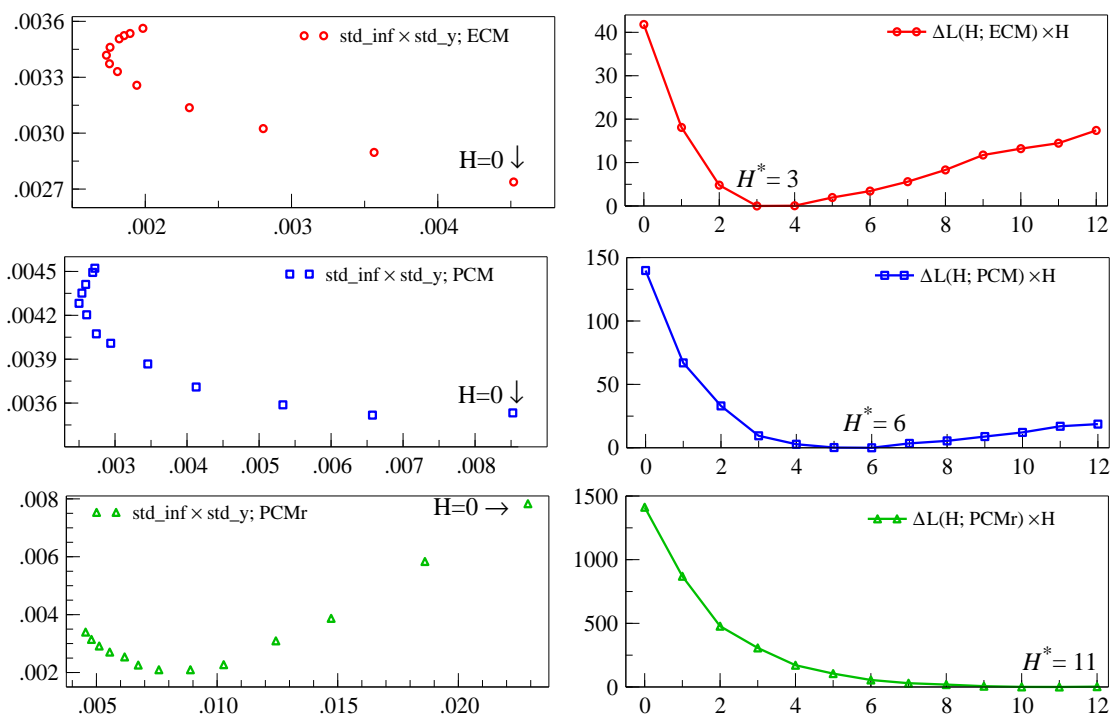 .0036
.0033
.0030
.0027
std_inf × std_y; ECM
H=0 ↓
.002 .003 .004
40
30
20
10
0
ΔL(H; ECM) ×H
H*= 3
0 2 4 6 8 10 12
.0045
.0042
.0039
.0036
std_inf × std_y; PCM
H=0 ↓
.003 .004 .005 .006 .007 .008
150
100
50
0
ΔL(H; PCM) ×H
H*= 6
0 2 4 6 8 10 12
.008
.006
.004
.002
std_inf × std_y; PCMr
H=0 →
.005 .010 .015 .020
1500
1000
500
0
ΔL(H; PCMr) ×H
H*= 11
0 2 4 6 8 10 12